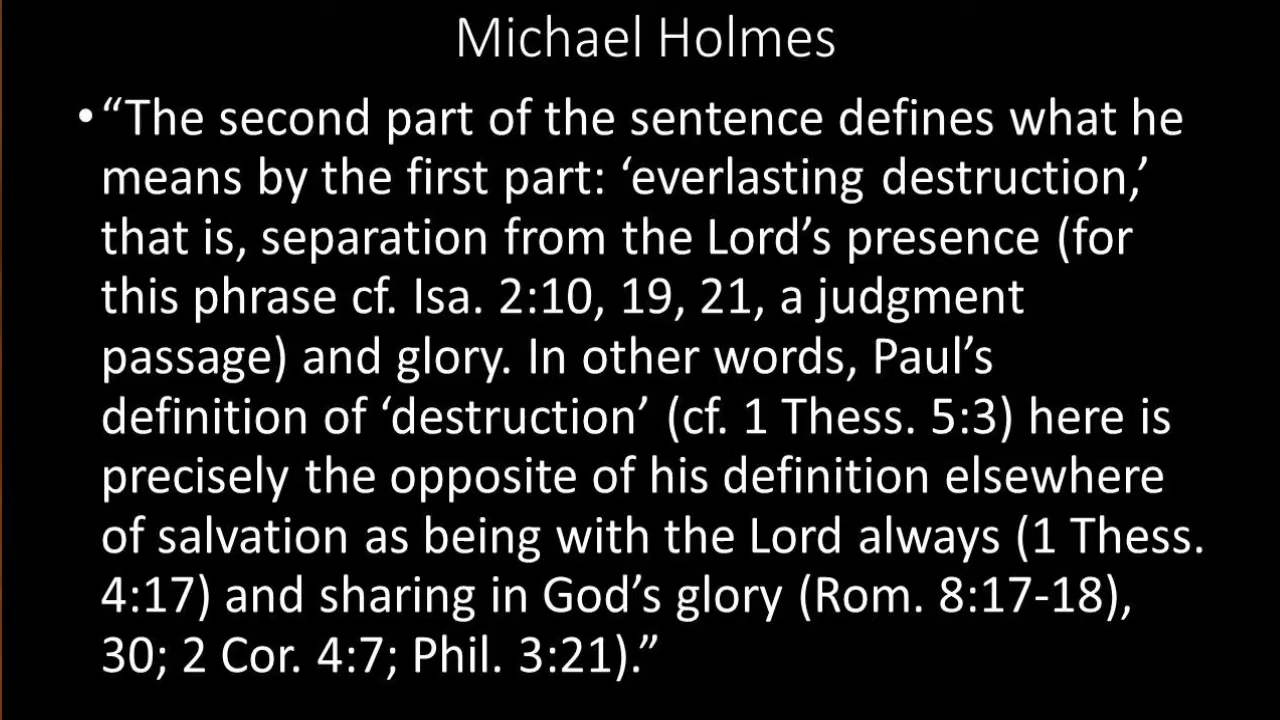 Michael Holmes
•“The second part of the sentence defines what he
means by the first part: ‘everlasting destruction,’
that is, separation from the Lord’s presence (for
this phrase cf. Isa. 2:10, 19, 21, a judgment
passage) and glory. In other words, Paul’s
definition of ‘destruction’ (cf. 1 Thess. 5:3) here is
precisely the opposite of his definition elsewhere
of salvation as being with the Lord always (1 Thess.
4:17) and sharing in God’s glory (Rom. 8:17-18),
30; 2 Cor. 4:7; Phil. 3:21).”